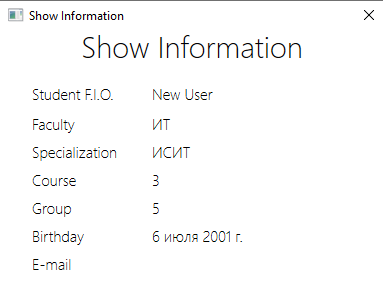 Show Information
Show Information
Student F.I.O. New User
Faculty ИТ
Specialization ИСИТ
Course 3
Group 5
Birthday 6 июля 2001 г.
E-mail